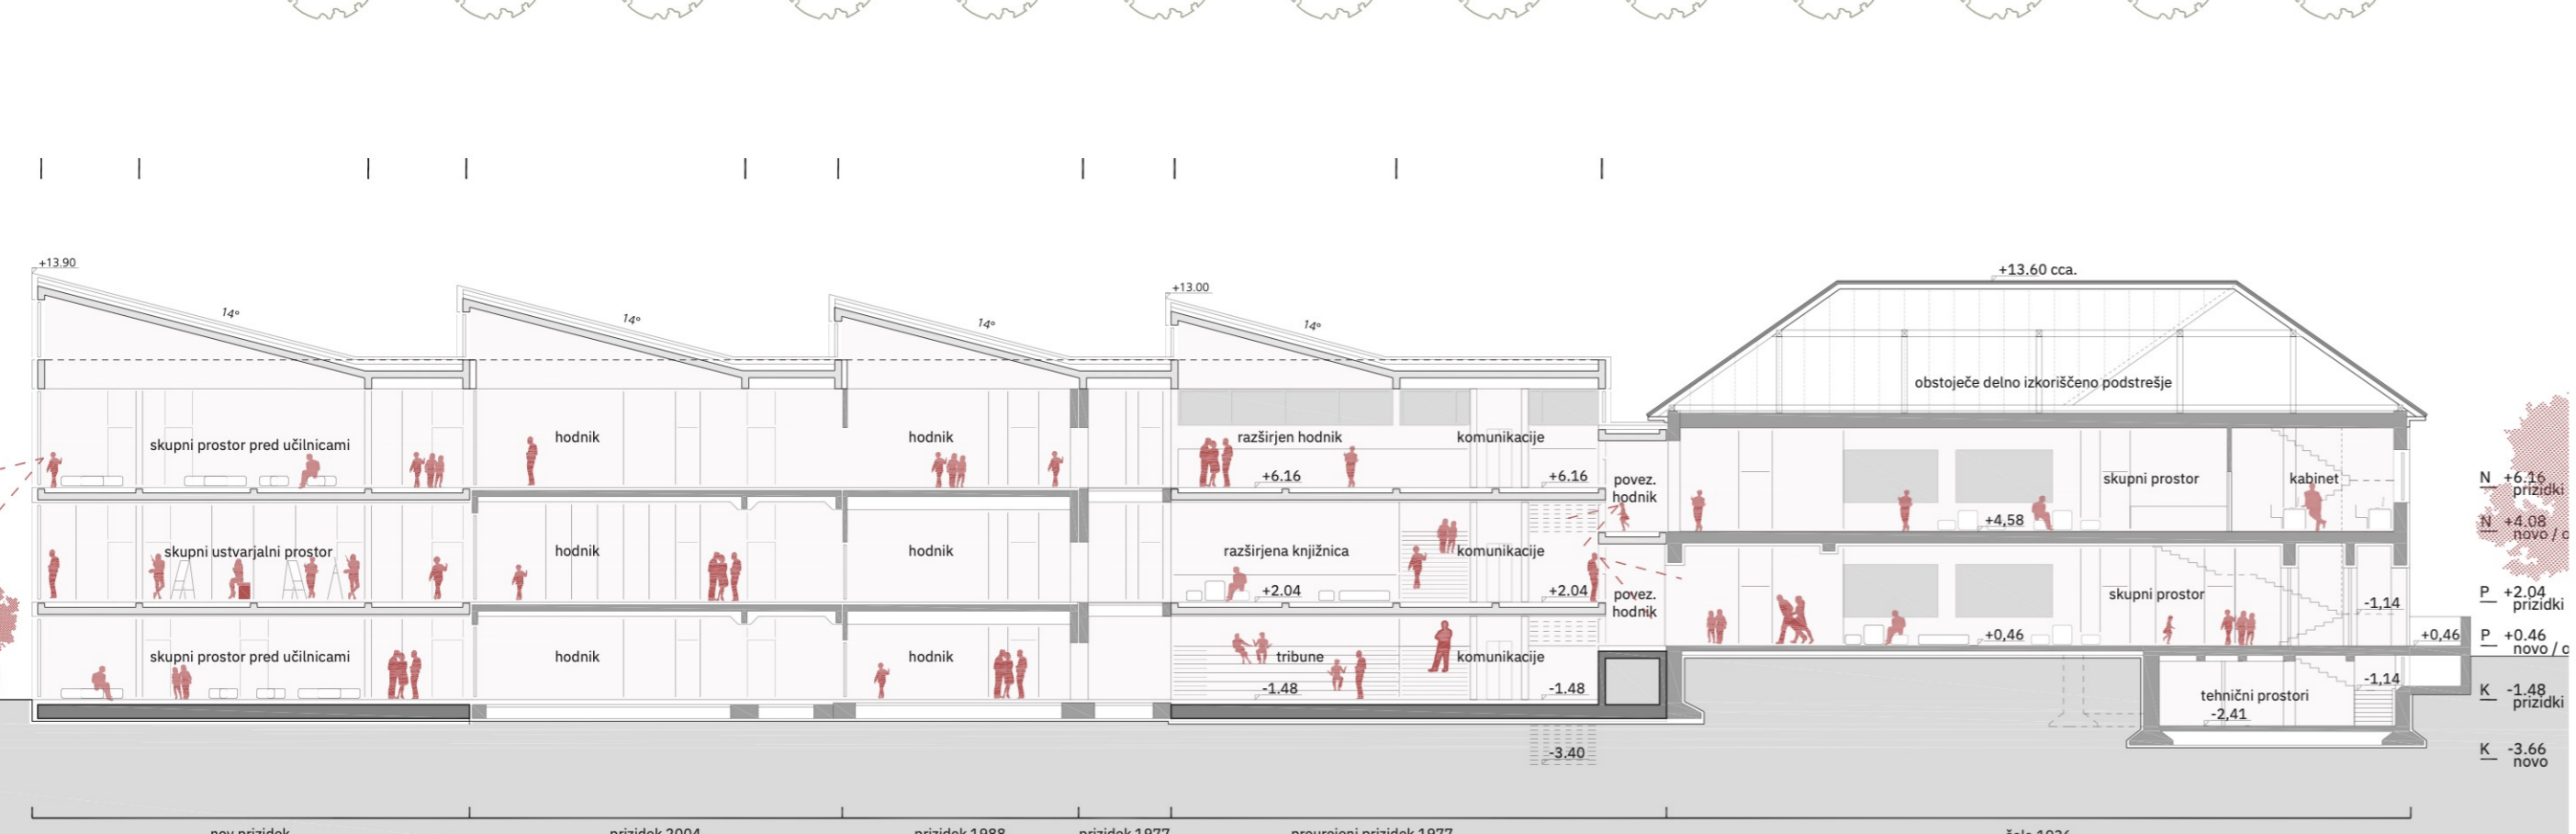 +13.90
+13.60 cca.
+13.00
14°
14°
14°
14°
obstoječe delno izkoriščeno podstrešje
skupni prostor pred učilnicami
hodnik
hodnik
razširjen hodnik
komunikacije
+6.16
+6.16
povez.
hodnik
skupni prostor
kabinet
+4,58
N +6.16
prizidki
N +4.08
novo / o
skupni ustvarjalni prostor
hodnik
hodnik
razširjena knjižnica
komunikacije
+2.04
+2.04
povez.
hodnik
skupni prostor
-1,14
+0,46
+0,46
P +2.04
prizidki
P +0.46
novo / o
skupni prostor pred učilnicami
hodnik
hodnik
tribune
komunikacije
-1.48
-1.48
-1,14
tehnični prostori
-2,41
K -1.48
prizidki
-3.40
K -3.66
novo
nov prizidek
prizidek 2004
prizidek 1988
prizidek 1977